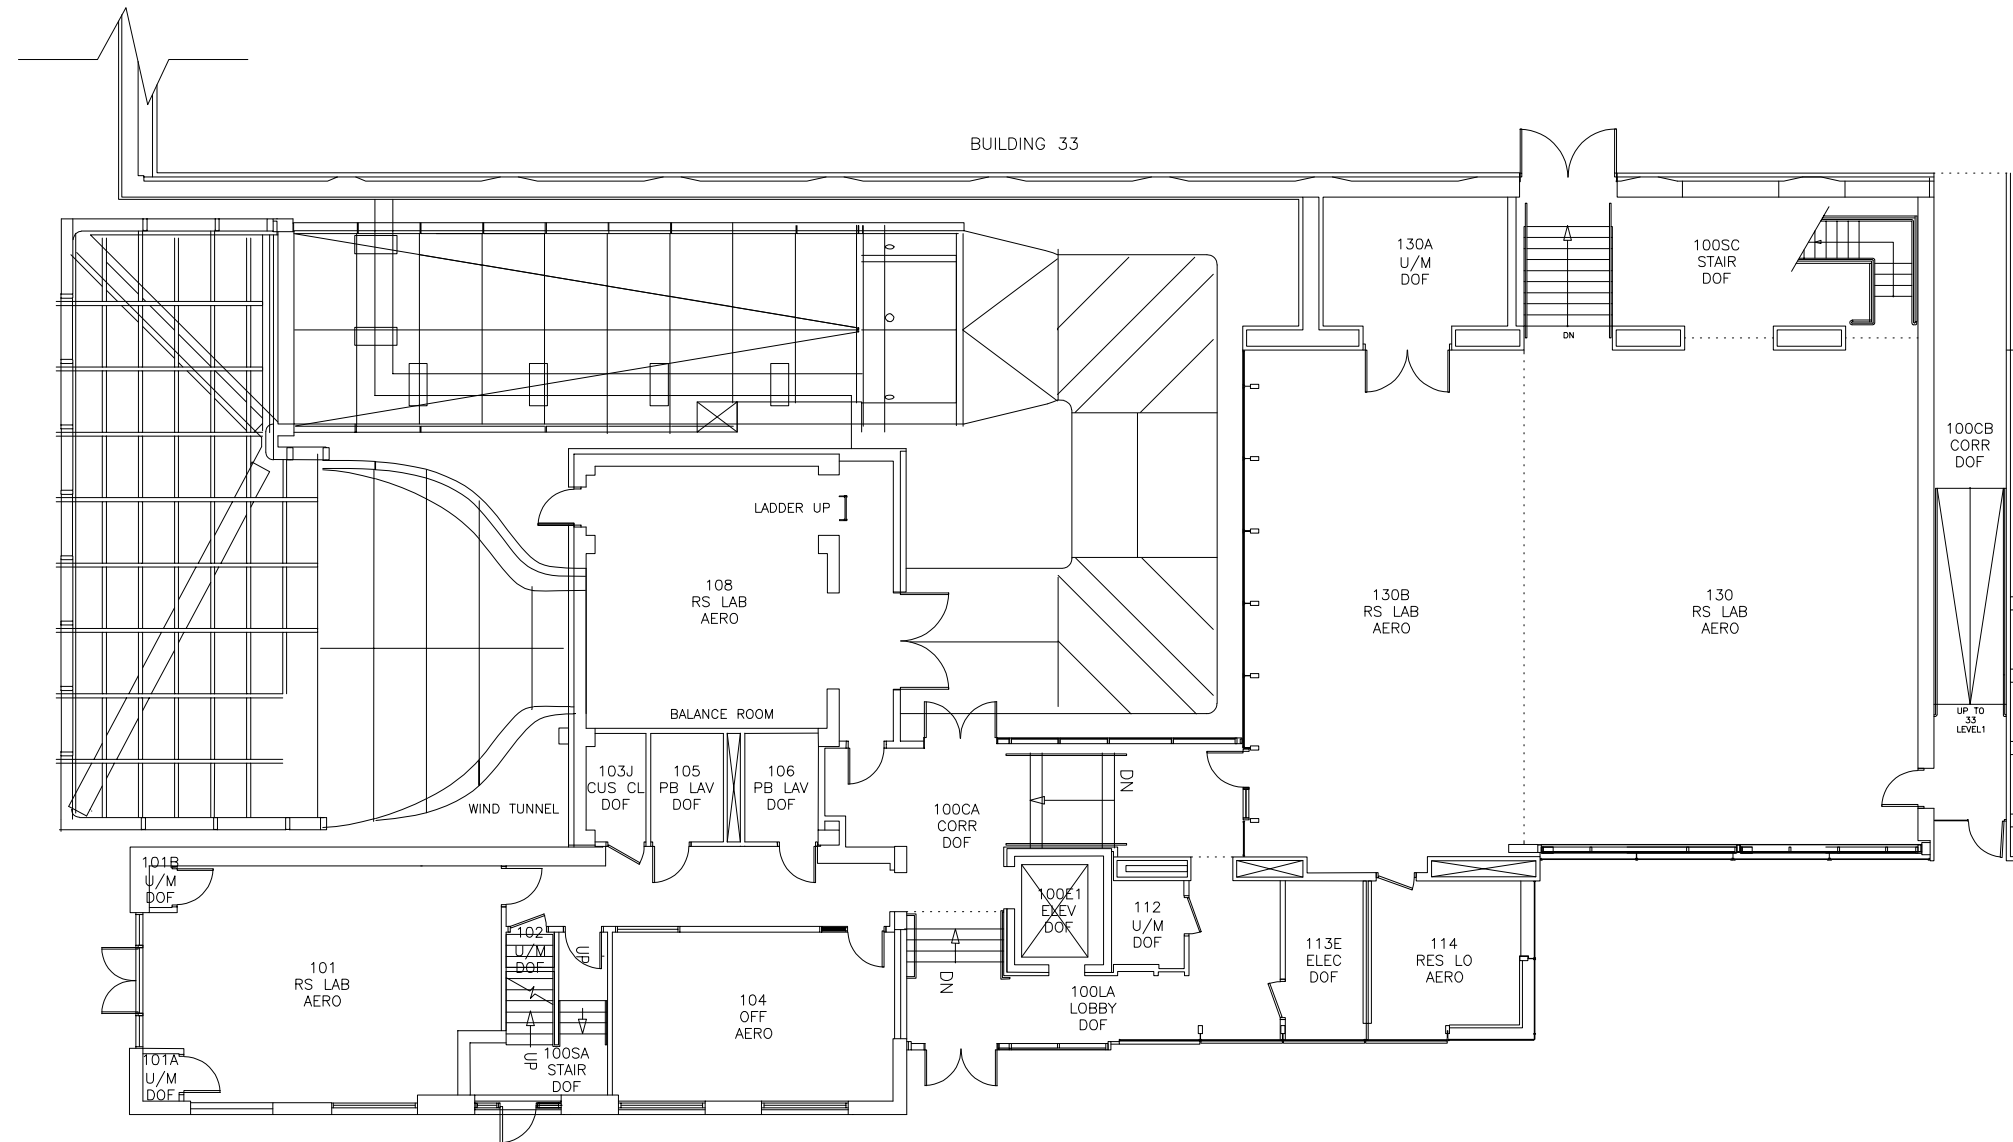 BUILDING 33
130A
U/M
DOF
100SC
STAIR
DOF
DN
100CB
CORR
DOF
LADDER UP
108
RS LAB
AERO
130B
RS LAB
AERO
130
RS LAB
AERO
BALANCE ROOM
UP TO
33
LEVEL1
103J
CUS CL
DOF
105
PB LAV
DOF
106
PB LAV
DOF
WIND TUNNEL
100CA
CORR
DOF
DN
101B
U/M
DOF
102
U/M
DOF
UP
100E1
ELEV
DOF
112
U/M
DOF
113E
ELEC
DOF
114
RES LO
AERO
101
RS LAB
AERO
104
OFF
AERO
DN
100LA
LOBBY
DOF
101A
U/M
DOF
UP
100SA
STAIR
DOF